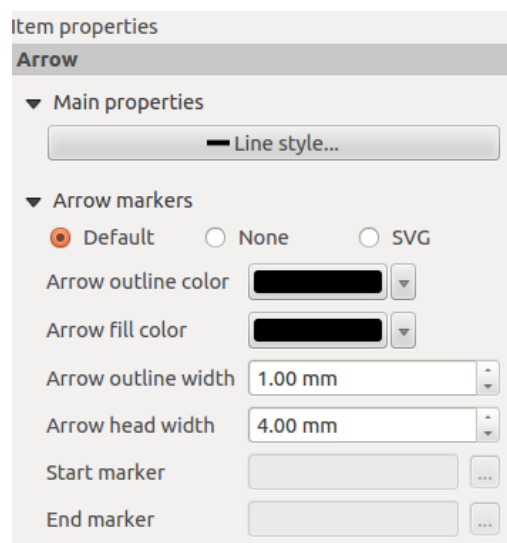 Item properties
Arrow
Main properties
Line style...
Arrow markers
Default None SVG
Arrow outline color
Arrow fill color
Arrow outline width 1.00 mm
Arrow head width 4.00 mm
Start marker ...
End marker ...